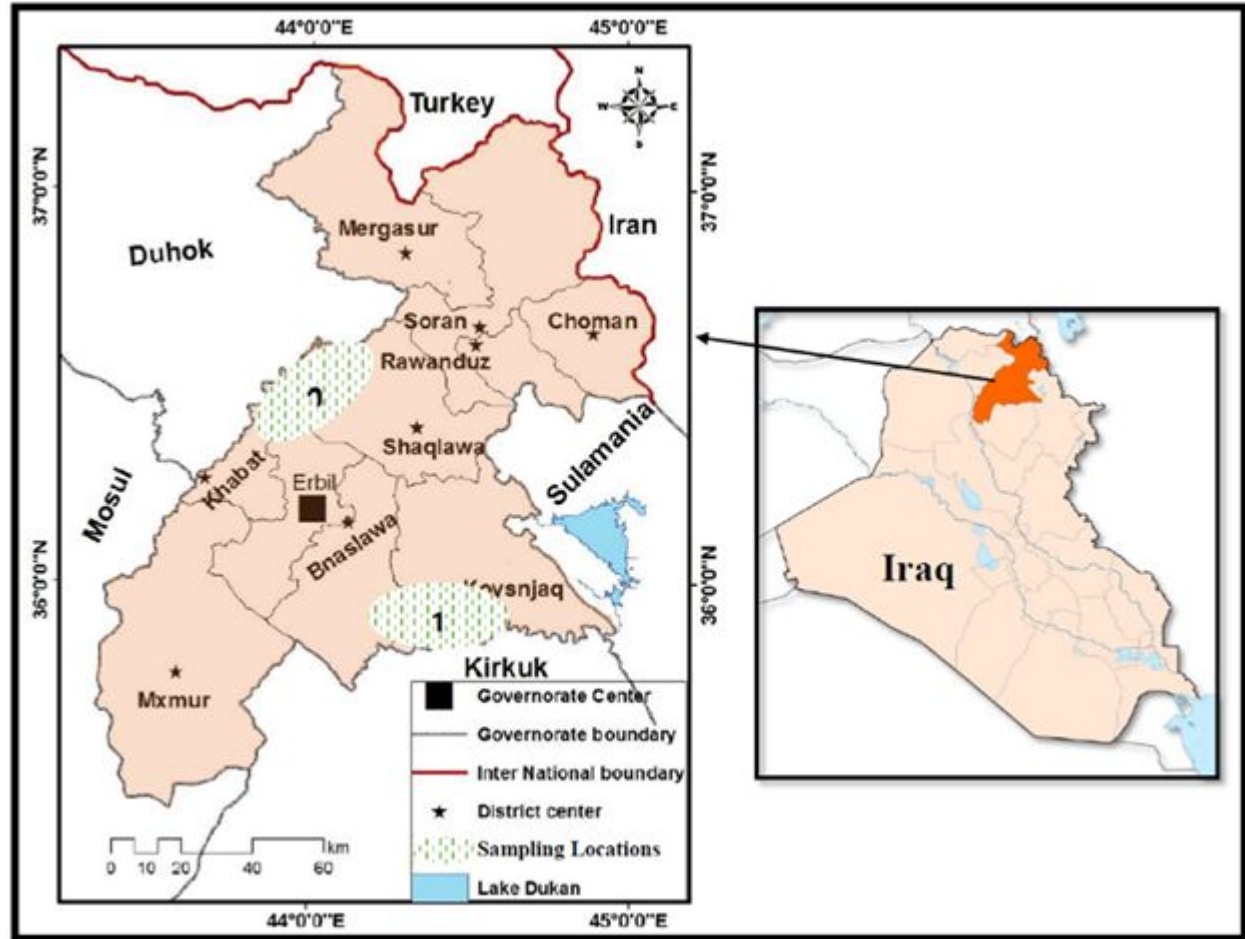 44°0'0"E
45°0'0"E
Turkey
N
W
E
S
37°0'0"N
37°0'0"N
Mergasur
Iran
Duhok
Soran
Choman
Rawanduz
2
Shaqlawa
Sulamania
Khabat
Erbil
Mosul
Bnaslawa
36°0'0"N
36°0'0"N
1
Kirkuk
Mxmur
Governorate Center
Governorate boundary
Inter National boundary
District center
Sampling Locations
Lake Dukan
km
0 10 20 40 60
44°0'0"E
45°0'0"E
Iraq